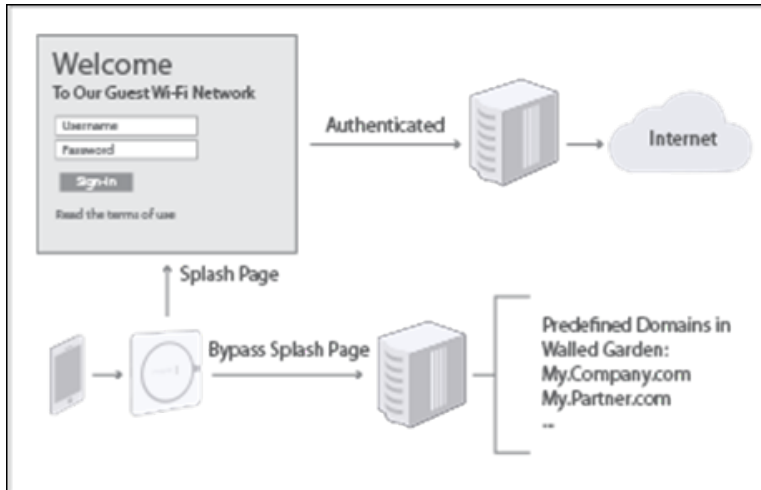 Welcome
To Our Guest Wi-Fi Network
Username
Password
Sign-In
Read the terms of use
Authenticated
Internet
Splash Page
Bypass Splash Page
Predefined Domains in
Walled Garden:
My.Company.com
My.Partner.com
...